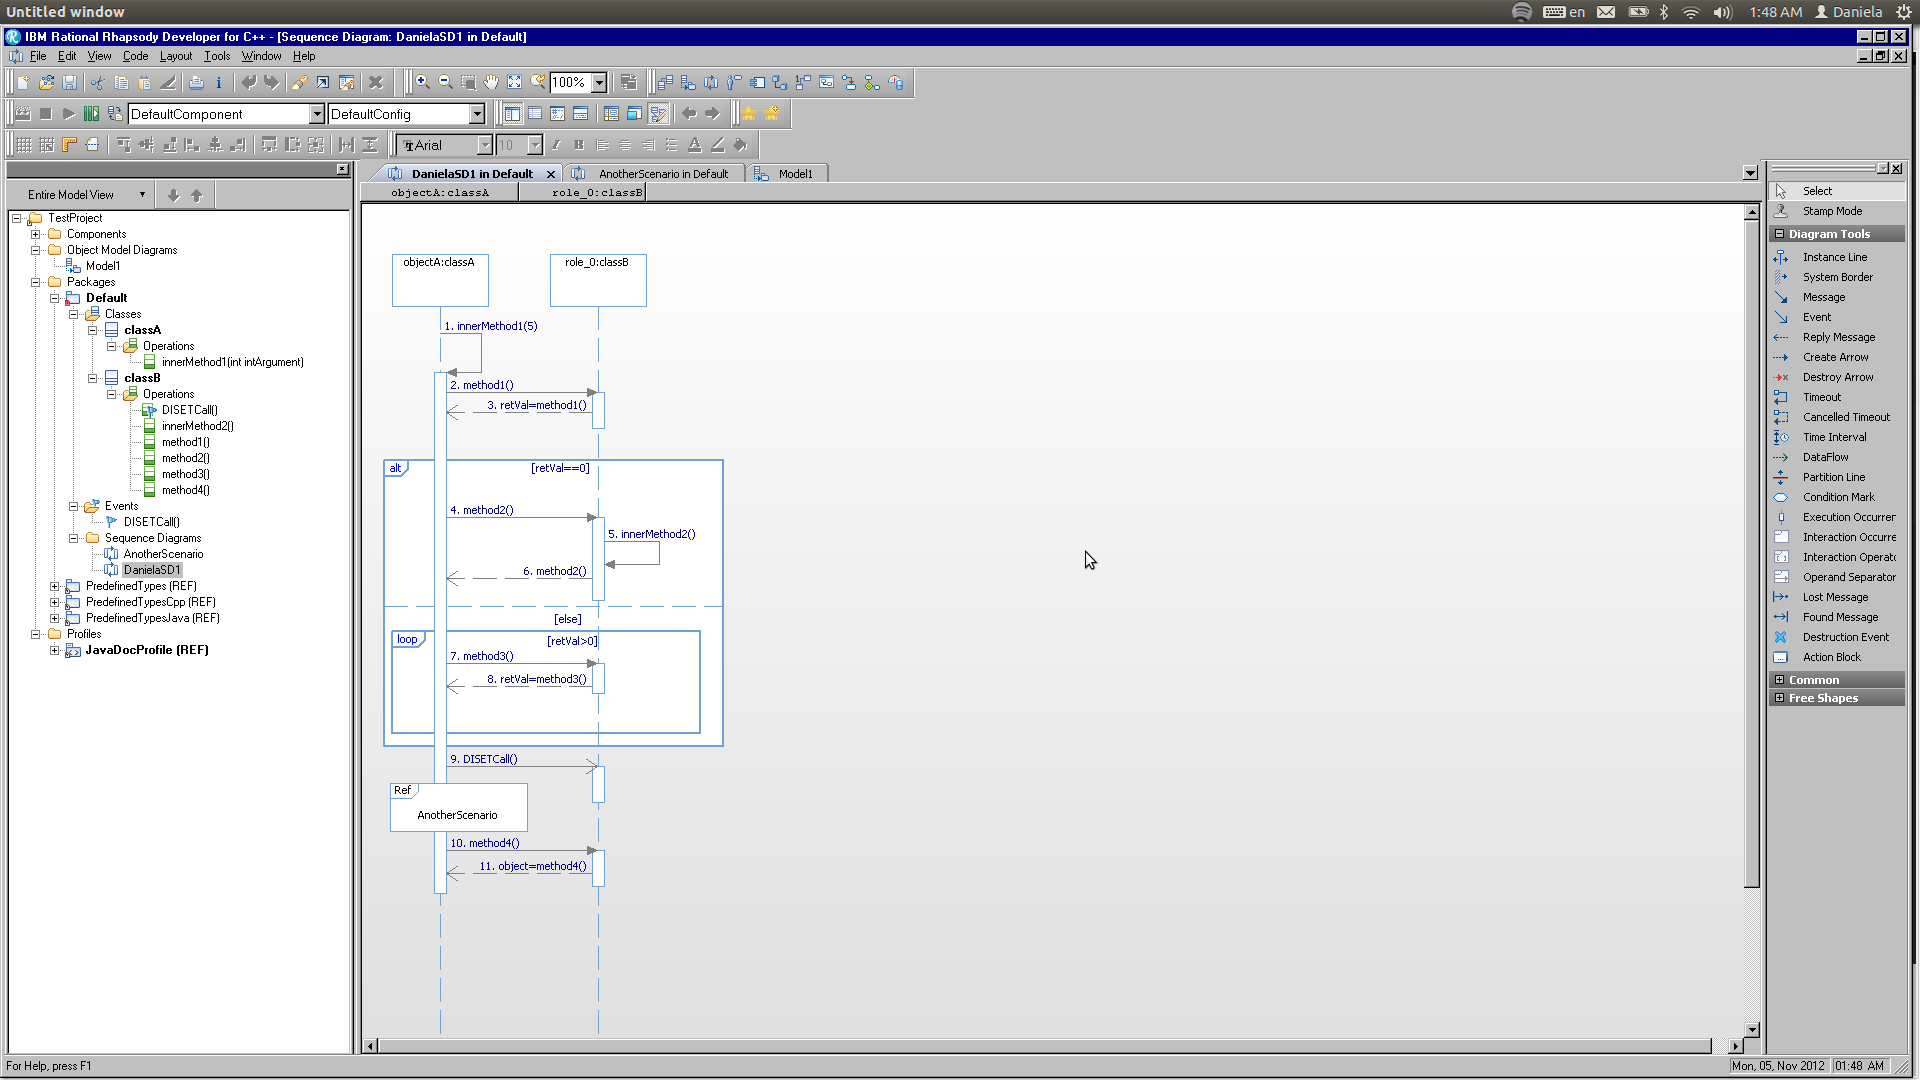 Untitled window
en
1:48 AM
Daniela
IBM Rational Rhapsody Developer for C++ - [Sequence Diagram: DanielaSD1 in Default]
File Edit View Code Layout Tools Window Help
100%
DefaultComponent
DefaultConfig
Arial
10
Entire Model View
TestProject
Components
Object Model Diagrams
Model1
Packages
Default
Classes
classA
Operations
innerMethod1(int intArgument)
classB
Operations
DISETCall()
innerMethod2()
method1()
method2()
method3()
method4()
Events
DISETCall()
Sequence Diagrams
AnotherScenario
DanielaSD1
PredefinedTypes (REF)
PredefinedTypesCpp (REF)
PredefinedTypesJava (REF)
Profiles
JavaDocProfile (REF)
DanielaSD1 in Default
AnotherScenario in Default
Model1
objectA:classA
role_0:classB
objectA:classA
role_0:classB
1. innerMethod1(5)
2. method1()
3. retVal=method1()
alt
[retVal==0]
4. method2()
5. innerMethod2()
6. method2()
[else]
loop
[retVal>0]
7. method3()
8. retVal=method3()
9. DISETCall()
Ref
AnotherScenario
10. method4()
11. object=method4()
Select
Stamp Mode
Diagram Tools
Instance Line
System Border
Message
Event
Reply Message
Create Arrow
Destroy Arrow
Timeout
Cancelled Timeout
Time Interval
DataFlow
Partition Line
Condition Mark
Execution Occurrer
Interaction Occurre
Interaction Operato
Operand Separator
Lost Message
Found Message
Destruction Event
Action Block
Common
Free Shapes
For Help, press F1
Mon, 05, Nov 2012
01:48 AM